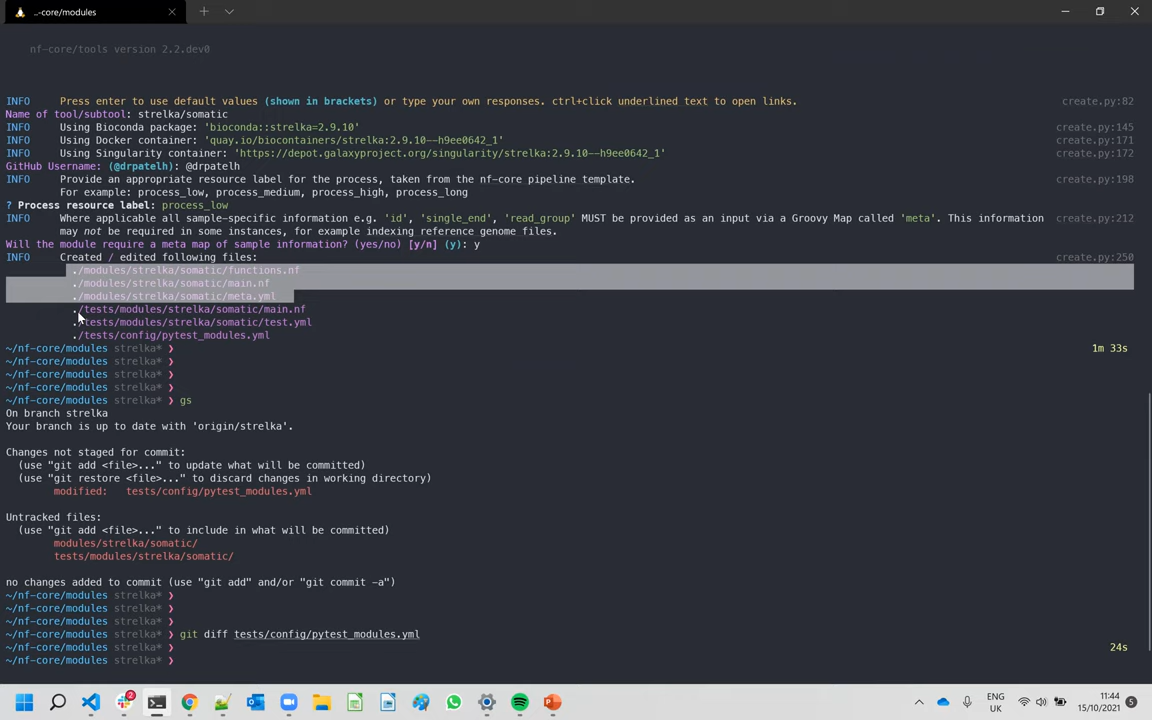 ..-core/modules
nf-core/tools version 2.2.dev0
INFO Press enter to use default values (shown in brackets) or type your own responses. ctrl+click underlined text to open links. create.py:82
Name of tool/subtool: strelka/somatic
INFO Using Bioconda package: 'bioconda::strelka=2.9.10' create.py:145
INFO Using Docker container: 'quay.io/biocontainers/strelka:2.9.10--h9ee0642_1' create.py:171
INFO Using Singularity container: 'https://depot.galaxyproject.org/singularity/strelka:2.9.10--h9ee0642_1' create.py:172
GitHub Username: (@drpatelh): @drpatelh
INFO Provide an appropriate resource label for the process, taken from the nf-core pipeline template. create.py:198
For example: process_low, process_medium, process_high, process_long
? Process resource label: process_low
INFO Where applicable all sample-specific information e.g. 'id', 'single_end', 'read_group' MUST be provided as an input via a Groovy Map called 'meta'. This information create.py:212
may not be required in some instances, for example indexing reference genome files.
Will the module require a meta map of sample information? (yes/no) [y/n] (y): y
INFO Created / edited following files: create.py:250
./modules/strelka/somatic/functions.nf
./modules/strelka/somatic/main.nf
./modules/strelka/somatic/meta.yml
./tests/modules/strelka/somatic/main.nf
./tests/modules/strelka/somatic/test.yml
./tests/config/pytest_modules.yml
~/nf-core/modules strelka* ❯ 1m 33s
~/nf-core/modules strelka* ❯
~/nf-core/modules strelka* ❯
~/nf-core/modules strelka* ❯
~/nf-core/modules strelka* ❯ gs
On branch strelka
Your branch is up to date with 'origin/strelka'.
Changes not staged for commit:
(use "git add <file>..." to update what will be committed)
(use "git restore <file>..." to discard changes in working directory)
modified: tests/config/pytest_modules.yml
Untracked files:
(use "git add <file>..." to include in what will be committed)
modules/strelka/somatic/
tests/modules/strelka/somatic/
no changes added to commit (use "git add" and/or "git commit -a")
~/nf-core/modules strelka* ❯
~/nf-core/modules strelka* ❯
~/nf-core/modules strelka* ❯
~/nf-core/modules strelka* ❯ git diff tests/config/pytest_modules.yml
~/nf-core/modules strelka* ❯ 24s
~/nf-core/modules strelka* ❯
2
ENG
UK
11:44
15/10/2021
5